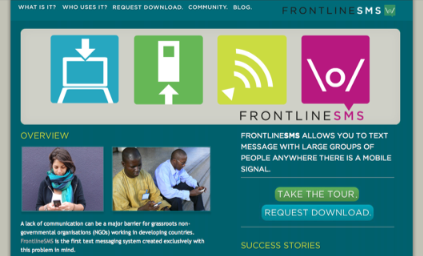 WHAT IS IT? WHO USES IT? REQUEST DOWNLOAD. COMMUNITY. BLOG.
FRONTLINESMS \o/
\o/
FRONTLINESMS
OVERVIEW
A lack of communication can be a major barrier for grassroots non-
governmental organisations (NGOs) working in developing countries.
FrontlineSMS is the first text messaging system created exclusively with
this problem in mind.
FRONTLINESMS ALLOWS YOU TO TEXT
MESSAGE WITH LARGE GROUPS OF
PEOPLE ANYWHERE THERE IS A MOBILE
SIGNAL.
TAKE THE TOUR.
REQUEST DOWNLOAD.
SUCCESS STORIES